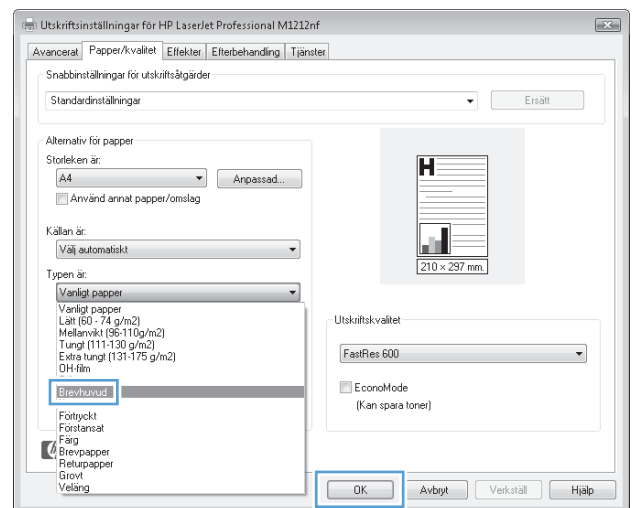 Utskriftsinställningar för HP LaserJet Professional M1212nf
Avancerat Papper/kvalitet Effekter Efterbehandling Tjänster
Snabbinställningar för utskriftsåtgärder
Standardinställningar Ersätt
Alternativ för papper
Storleken är:
A4 Anpassad...
Använd annat papper/omslag
Källan är:
Välj automatiskt
Typen är:
Vanligt papper
Vanligt papper
Lätt (60 - 74 g/m2)
Mellanvikt (96-110g/m2)
Tungt (111-130 g/m2)
Extra tungt (131-175 g/m2)
OH-film
Brevhuvud
Förtryckt
Förstansat
Färg
Brevpapper
Returpapper
Grovt
Veläng
H
210 × 297 mm.
Utskriftskvalitet
FastRes 600
EconoMode
(Kan spara toner)
OK Avbryt Verkställ Hjälp